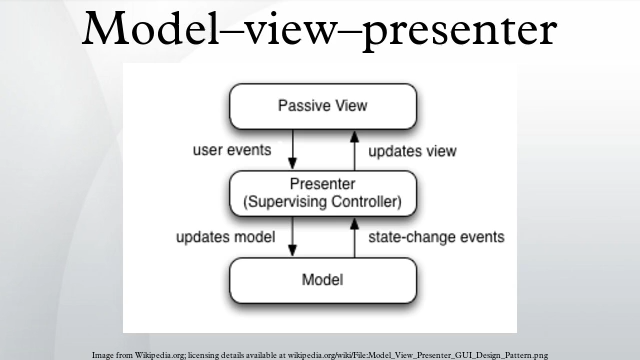 Model–view–presenter
Passive View
user events
updates view
Presenter
(Supervising Controller)
updates model
state-change events
Model
Image from Wikipedia.org; licensing details available at wikipedia.org/wiki/File:Model_View_Presenter_GUI_Design_Pattern.png